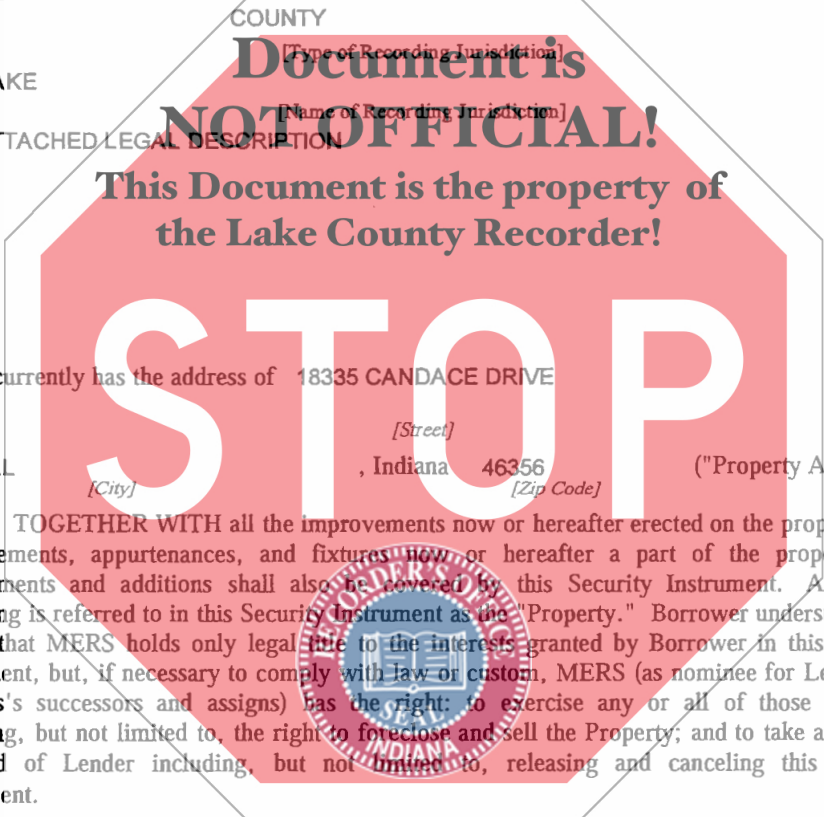 COUNTY
[Type of Recording Jurisdiction]
Document is
AKE
[Name of Recording Jurisdiction]
NOT OFFICIAL!
TTACHED LEGAL DESCRIPTION
This Document is the property of
the Lake County Recorder!
STOP
currently has the address of 18335 CANDACE DRIVE
[Street]
L , Indiana 46356 ("Property A
[City] [Zip Code]
TOGETHER WITH all the improvements now or hereafter erected on the prop
ements, appurtenances, and fixtures now or hereafter a part of the prope
ments and additions shall also be covered by this Security Instrument. A
ng is referred to in this Security Instrument as the "Property." Borrower unders
that MERS holds only legal title to the interests granted by Borrower in this
ent, but, if necessary to comply with law or custom, MERS (as nominee for Le
's successors and assigns) has the right: to exercise any or all of those
g, but not limited to, the right to foreclose and sell the Property; and to take a
d of Lender including, but not limited to, releasing and canceling this
ent.
RECORDER'S OFFICE
SEAL
INDIANA